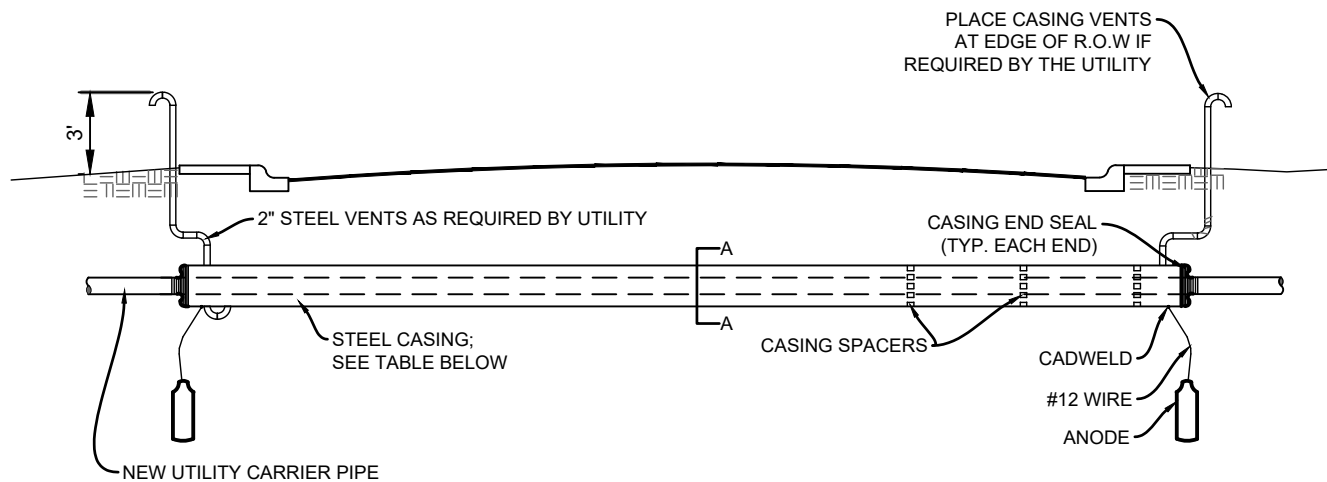 PLACE CASING VENTS
AT EDGE OF R.O.W IF
REQUIRED BY THE UTILITY
3'
2" STEEL VENTS AS REQUIRED BY UTILITY
CASING END SEAL
(TYP. EACH END)
A
A
STEEL CASING;
SEE TABLE BELOW
CASING SPACERS
CADWELD
#12 WIRE
ANODE
NEW UTILITY CARRIER PIPE